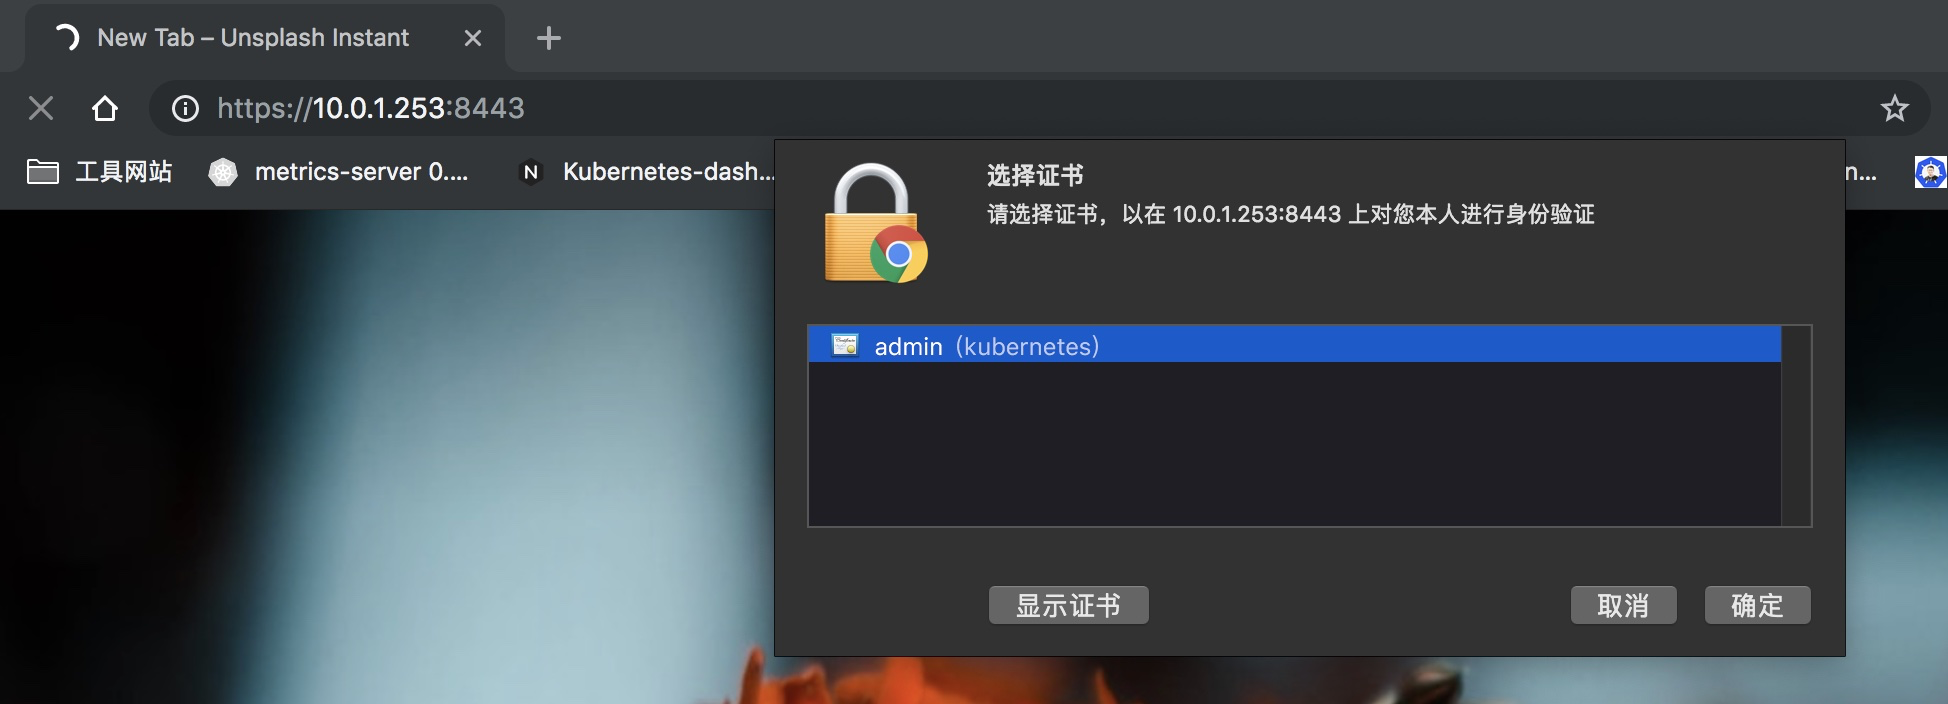 New Tab – Unsplash Instant
https://10.0.1.253:8443
工具网站
metrics-server 0....
Kubernetes-dash...
n...
选择证书
请选择证书，以在 10.0.1.253:8443 上对您本人进行身份验证
admin (kubernetes)
显示证书
取消
确定